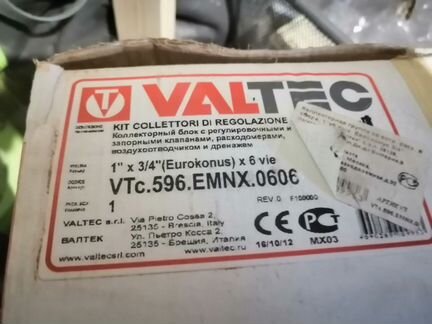 VALTEC
KIT COLLETTORI DI REGOLAZIONE
Коллекторный блок с регулировочными и
запорными клапанами, расходомерами,
воздухоотводчиком и дренажем
1" x 3/4"(Eurokonus) x 6 vie
VTc.596.EMNX.0606
1
REV.0
VALTEC s.r.l.
Via Pietro Cossa 2,
25135 - Brescia, Italy
ВАЛТЕК
Ул. Пьетро Косса 2,
25135 - Брешия, Италия
www.valtecsrl.com
www.valtec.ru
16/10/12
MX03
CE